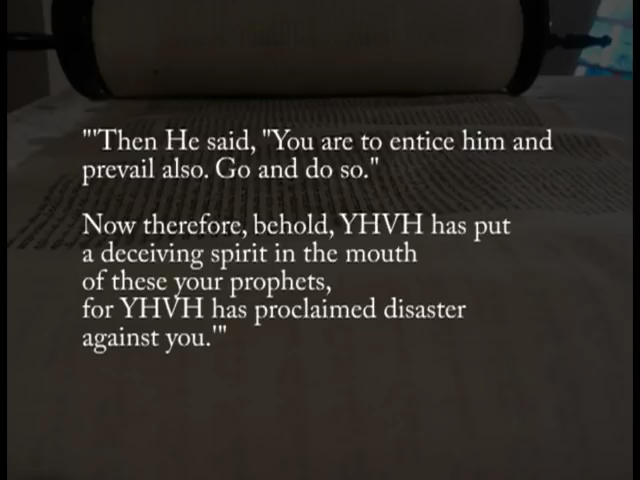 "'Then He said, "You are to entice him and
prevail also. Go and do so."
Now therefore, behold, YHVH has put
a deceiving spirit in the mouth
of these your prophets,
for YHVH has proclaimed disaster
against you.'"